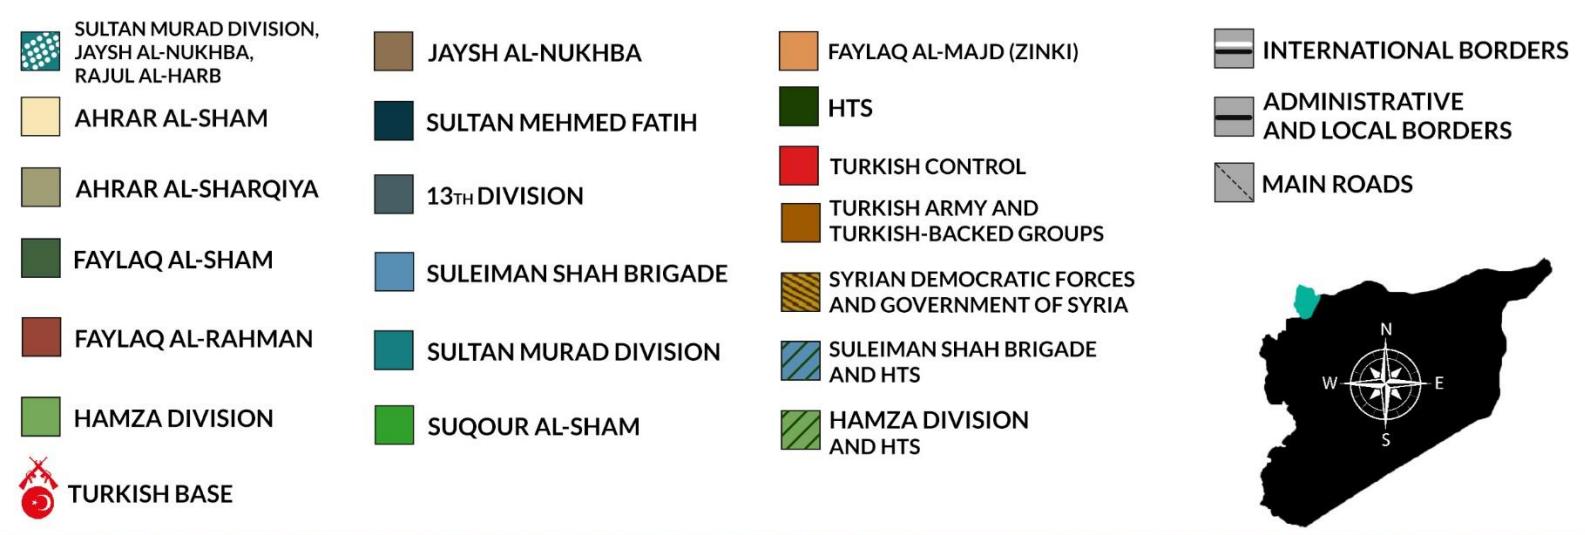 SULTAN MURAD DIVISION,
JAYSH AL-NUKHBA,
RAJUL AL-HARB
AHRAR AL-SHAM
AHRAR AL-SHARQIYA
FAYLAQ AL-SHAM
FAYLAQ AL-RAHMAN
HAMZA DIVISION
TURKISH BASE
JAYSH AL-NUKHBA
SULTAN MEHMED FATIH
13TH DIVISION
SULEIMAN SHAH BRIGADE
SULTAN MURAD DIVISION
SUQOUR AL-SHAM
FAYLAQ AL-MAJD (ZINKI)
HTS
TURKISH CONTROL
TURKISH ARMY AND
TURKISH-BACKED GROUPS
SYRIAN DEMOCRATIC FORCES
AND GOVERNMENT OF SYRIA
SULEIMAN SHAH BRIGADE
AND HTS
HAMZA DIVISION
AND HTS
INTERNATIONAL BORDERS
ADMINISTRATIVE
AND LOCAL BORDERS
MAIN ROADS
N
W E
S